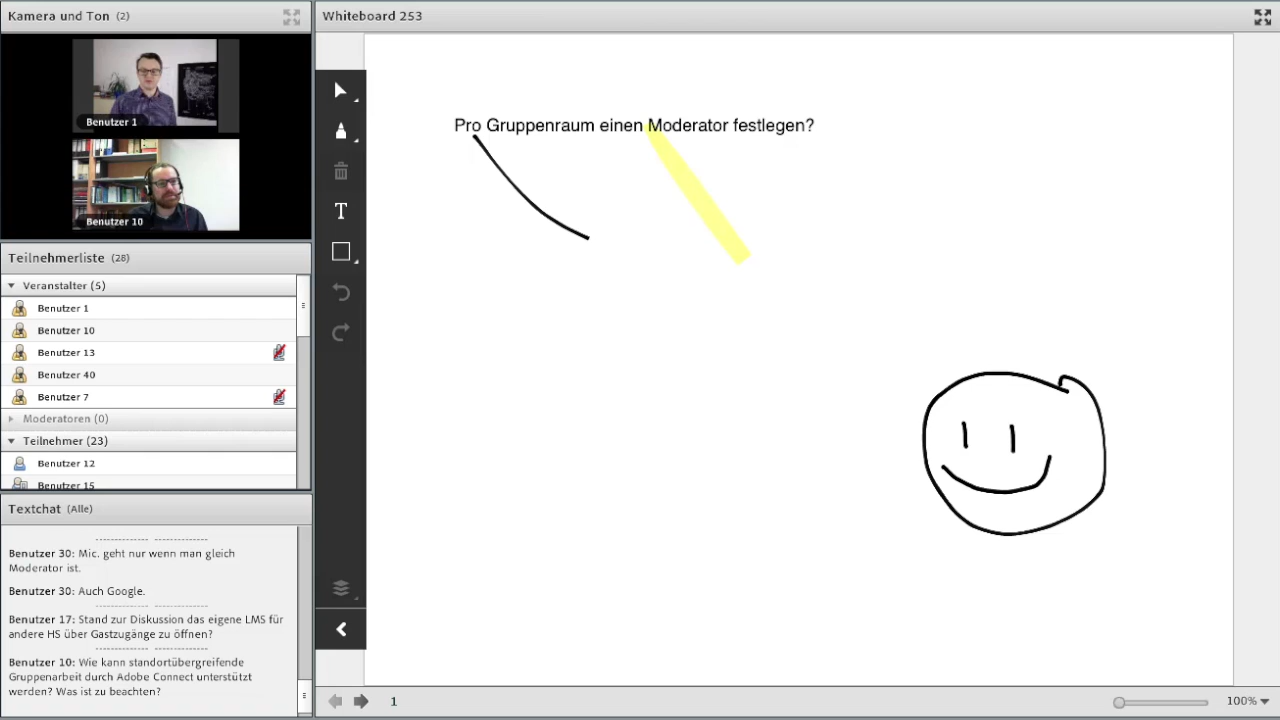 Kamera und Ton (2)
Benutzer 1
Benutzer 10
Teilnehmerliste (28)
Veranstalter (5)
Benutzer 1
Benutzer 10
Benutzer 13
Benutzer 40
Benutzer 7
Moderatoren (0)
Teilnehmer (23)
Benutzer 12
Benutzer 15
Textchat (Alle)
Benutzer 30: Mic. geht nur wenn man gleich
Moderator ist.
Benutzer 30: Auch Google.
Benutzer 17: Stand zur Diskussion das eigene LMS für
andere HS über Gastzugänge zu öffnen?
Benutzer 10: Wie kann standortübergreifende
Gruppenarbeit durch Adobe Connect unterstützt
werden? Was ist zu beachten?
Whiteboard 253
T
Pro Gruppenraum einen Moderator festlegen?
1
100%